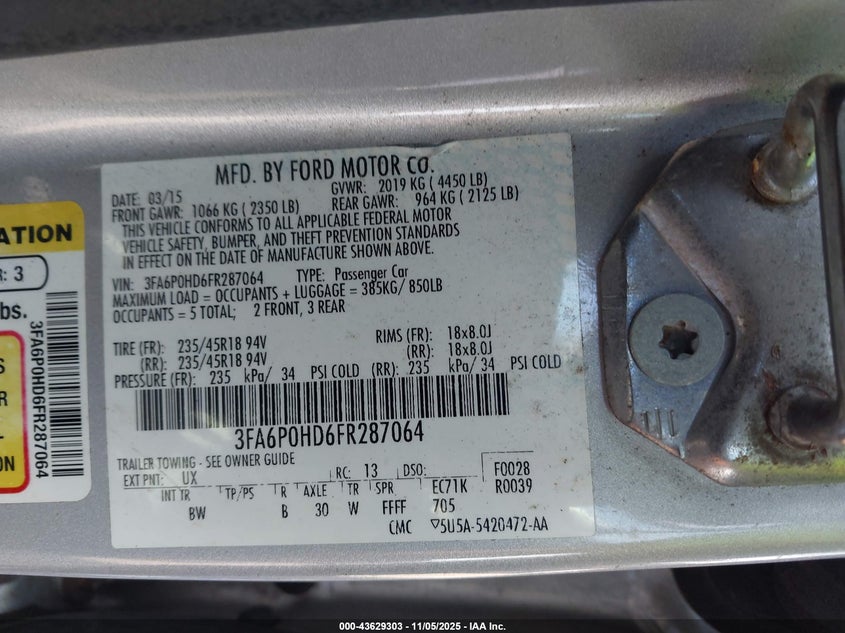 MFD. BY FORD MOTOR CO.
DATE: 03/15 GVWR: 2019 KG ( 4450 LB)
FRONT GAWR: 1066 KG ( 2350 LB) REAR GAWR: 964 KG ( 2125 LB)
THIS VEHICLE CONFORMS TO ALL APPLICABLE FEDERAL MOTOR
VEHICLE SAFETY, BUMPER, AND THEFT PREVENTION STANDARDS
IN EFFECT ON THE DATE OF MANUFACTURE SHOWN ABOVE.
VIN: 3FA6P0HD6FR287064 TYPE: Passenger Car
MAXIMUM LOAD = OCCUPANTS + LUGGAGE = 385KG/ 850LB
OCCUPANTS = 5 TOTAL; 2 FRONT, 3 REAR
TIRE (FR): 235/45R18 94V RIMS (FR): 18x8.0J
(RR): 235/45R18 94V (RR): 18x8.0J
PRESSURE (FR): 235 kPa/ 34 PSI COLD (RR): 235 kPa/ 34 PSI COLD
3FA6P0HD6FR287064
TRAILER TOWING - SEE OWNER GUIDE
EXT PNT: UX RC: 13 DSO: F0028
INT TR TP/PS R AXLE TR SPR EC71K R0039
BW B 30 W FFFF 705
CMC 5U5A-5420472-AA
ATION
R: 3
bs.
3FA6P0HD6FR287064
S
R
L-
ON
000-43629303 - 11/05/2025 - IAA Inc.